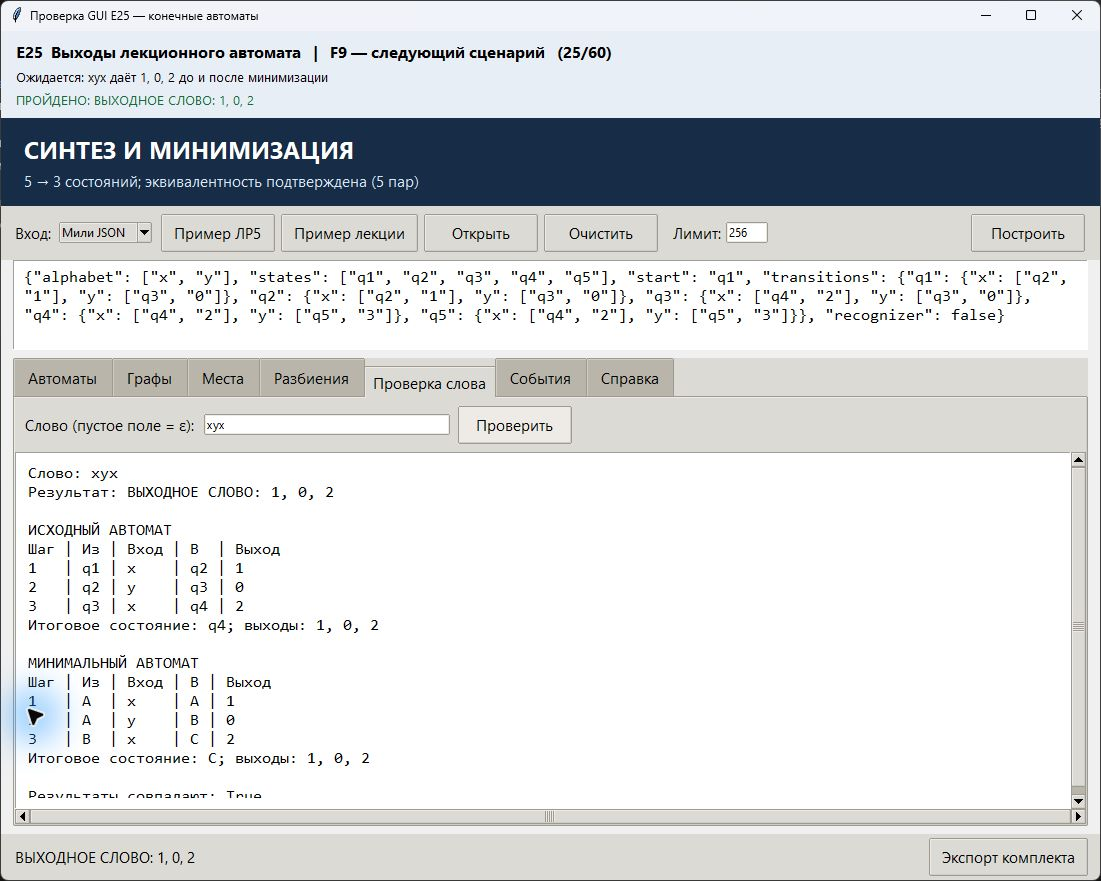 Проверка GUI E25 — конечные автоматы
E25 Выходы лекционного автомата | F9 — следующий сценарий (25/60)
Ожидается: xyx даёт 1, 0, 2 до и после минимизации
ПРОЙДЕНО: ВЫХОДНОЕ СЛОВО: 1, 0, 2
СИНТЕЗ И МИНИМИЗАЦИЯ
5 → 3 состояний; эквивалентность подтверждена (5 пар)
Вход: Мили JSON Пример ЛР5 Пример лекции Открыть Очистить Лимит: 256 Построить
{"alphabet": ["x", "y"], "states": ["q1", "q2", "q3", "q4", "q5"], "start": "q1", "transitions": {"q1": {"x": ["q2",
"1"], "y": ["q3", "0"]}, "q2": {"x": ["q2", "1"], "y": ["q3", "0"]}, "q3": {"x": ["q4", "2"], "y": ["q3", "0"]},
"q4": {"x": ["q4", "2"], "y": ["q5", "3"]}, "q5": {"x": ["q4", "2"], "y": ["q5", "3"]}}, "recognizer": false}
Автоматы Графы Места Разбиения Проверка слова События Справка
Слово (пустое поле = ε): xyx Проверить
Слово: xyx
Результат: ВЫХОДНОЕ СЛОВО: 1, 0, 2
ИСХОДНЫЙ АВТОМАТ
Шаг | Из | Вход | В | Выход
1 | q1 | x | q2 | 1
2 | q2 | y | q3 | 0
3 | q3 | x | q4 | 2
Итоговое состояние: q4; выходы: 1, 0, 2
МИНИМАЛЬНЫЙ АВТОМАТ
Шаг | Из | Вход | В | Выход
1 | A | x | A | 1
| A | y | B | 0
3 | B | x | C | 2
Итоговое состояние: C; выходы: 1, 0, 2
Результаты совпадают: True
ВЫХОДНОЕ СЛОВО: 1, 0, 2 Экспорт комплекта